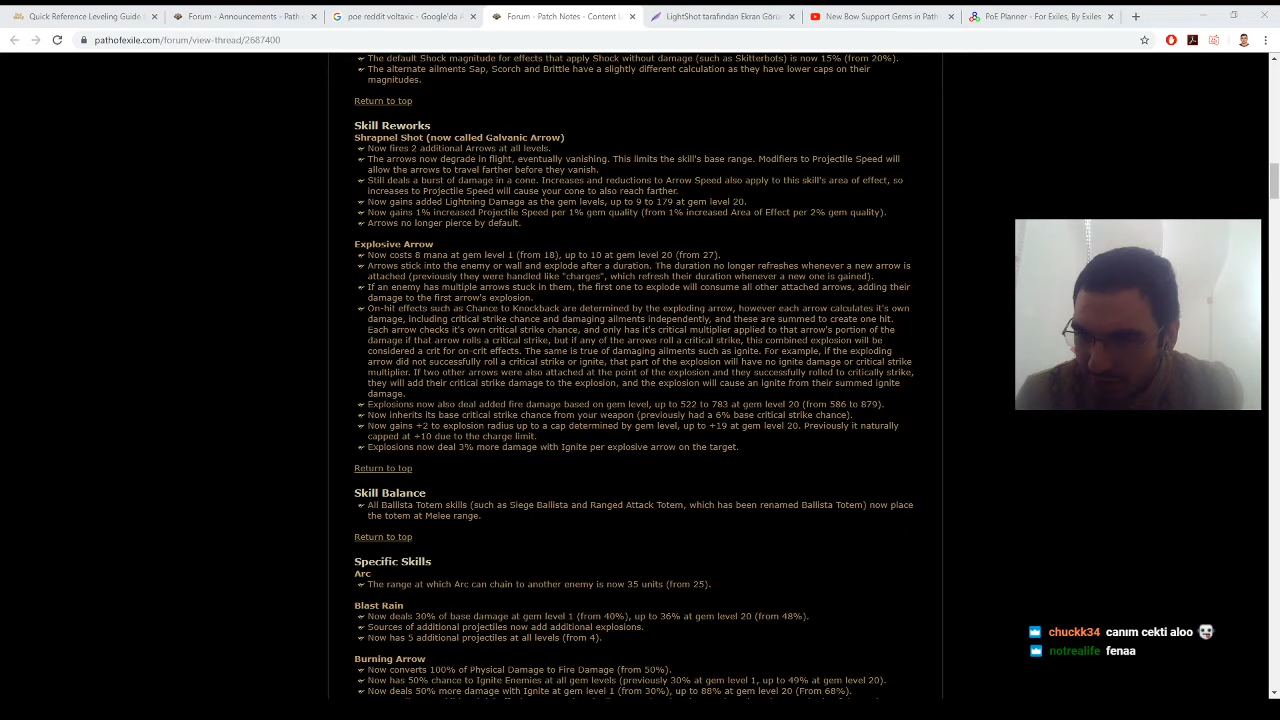 Quick Reference Leveling Guide
Forum - Announcements - Path
poe reddit voltaxic - Google'da A
Forum - Patch Notes - Content U
LightShot tarafından Ekran Görü
New Bow Support Gems in Path
PoE Planner - For Exiles, By Exiles
pathofexile.com/forum/view-thread/2687400
The default Shock magnitude for effects that apply Shock without damage (such as Skitterbots) is now 15% (from 20%).
The alternate ailments Sap, Scorch and Brittle have a slightly different calculation as they have lower caps on their
magnitudes.
Return to top
Skill Reworks
Shrapnel Shot (now called Galvanic Arrow)
Now fires 2 additional Arrows at all levels.
The arrows now degrade in flight, eventually vanishing. This limits the skill's base range. Modifiers to Projectile Speed will
allow the arrows to travel farther before they vanish.
Still deals a burst of damage in a cone. Increases and reductions to Arrow Speed also apply to this skill's area of effect, so
increases to Projectile Speed will cause your cone to also reach farther.
Now gains added Lightning Damage as the gem levels, up to 9 to 179 at gem level 20.
Now gains 1% increased Projectile Speed per 1% gem quality (from 1% increased Area of Effect per 2% gem quality).
Arrows no longer pierce by default.
Explosive Arrow
Now costs 8 mana at gem level 1 (from 18), up to 10 at gem level 20 (from 27).
Arrows stick into the enemy or wall and explode after a duration. The duration no longer refreshes whenever a new arrow is
attached (previously they were handled like "charges", which refresh their duration whenever a new one is gained).
If an enemy has multiple arrows stuck in them, the first one to explode will consume all other attached arrows, adding their
damage to the first arrow's explosion.
On-hit effects such as Chance to Knockback are determined by the exploding arrow, however each arrow calculates it's own
damage, including critical strike chance and damaging ailments independently, and these are summed to create one hit.
Each arrow checks it's own critical strike chance, and only has it's critical multiplier applied to that arrow's portion of the
damage if that arrow rolls a critical strike, but if any of the arrows roll a critical strike, this combined explosion will be
considered a crit for on-crit effects. The same is true of damaging ailments such as ignite. For example, if the exploding
arrow did not successfully roll a critical strike or ignite, that part of the explosion will have no ignite damage or critical strike
multiplier. If two other arrows were also attached at the point of the explosion and they successfully rolled to critically strike,
they will add their critical strike damage to the explosion, and the explosion will cause an ignite from their summed ignite
damage.
Explosions now also deal added fire damage based on gem level, up to 522 to 783 at gem level 20 (from 586 to 879).
Now inherits its base critical strike chance from your weapon (previously had a 6% base critical strike chance).
Now gains +2 to explosion radius up to a cap determined by gem level, up to +19 at gem level 20. Previously it naturally
capped at +10 due to the charge limit.
Explosions now deal 3% more damage with Ignite per explosive arrow on the target.
Return to top
Skill Balance
All Ballista Totem skills (such as Siege Ballista and Ranged Attack Totem, which has been renamed Ballista Totem) now place
the totem at Melee range.
Return to top
Specific Skills
Arc
The range at which Arc can chain to another enemy is now 35 units (from 25).
Blast Rain
Now deals 30% of base damage at gem level 1 (from 40%), up to 36% at gem level 20 (from 48%).
Sources of additional projectiles now add additional explosions.
Now has 5 additional projectiles at all levels (from 4).
Burning Arrow
Now converts 100% of Physical Damage to Fire Damage (from 50%).
Now has 50% chance to Ignite Enemies at all gem levels (previously 30% at gem level 1, up to 49% at gem level 20).
Now deals 50% more damage with Ignite at gem level 1 (from 30%), up to 88% at gem level 20 (From 68%).
chuckk34 canım cekti aloo
notrealife fenaa